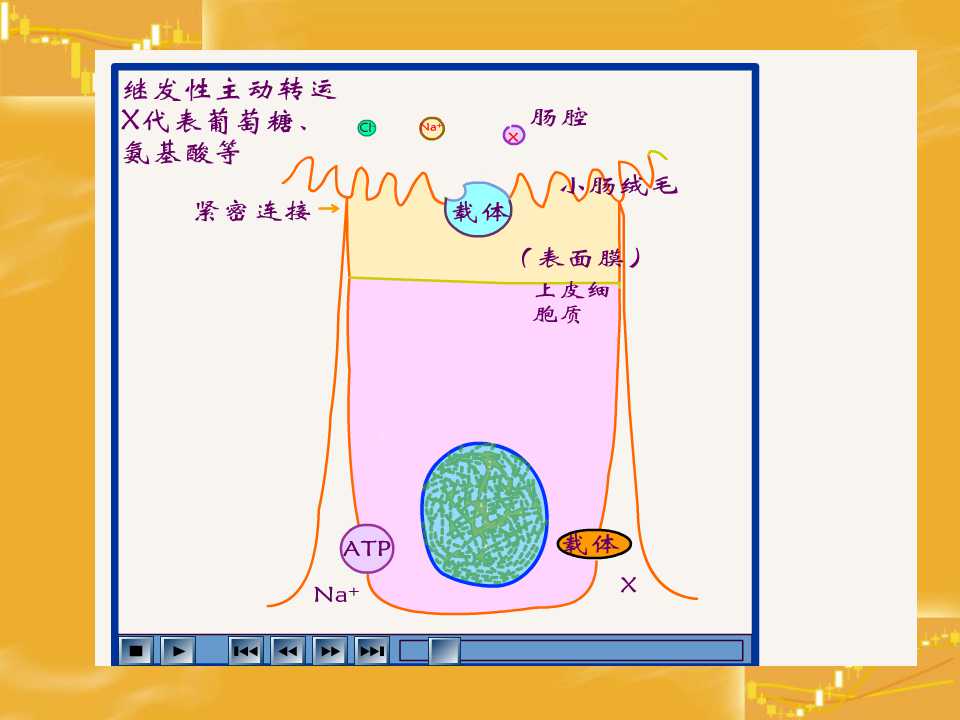 继发性主动转运
X代表葡萄糖、
氨基酸等
Cl-
Na+
X
肠腔
小肠绒毛
紧密连接→
载体
（表面膜）
上皮细
胞质
ATP
载体
Na+
X